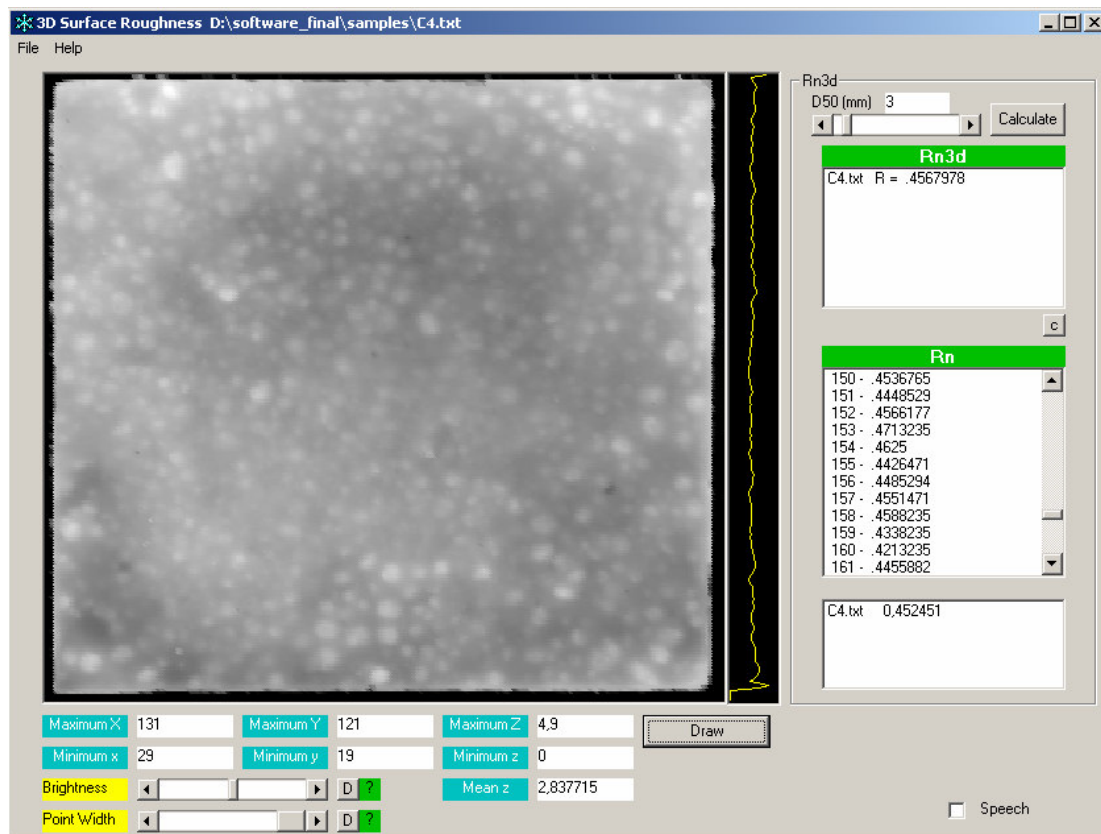 3D Surface Roughness D:\software_final\samples\C4.txt
File Help
Rn3d
D50 (mm) 3
Calculate
Rn3d
C4.txt R = .4567978
c
Rn
150 - .4536765
151 - .4448529
152 - .4566177
153 - .4713235
154 - .4625
155 - .4426471
156 - .4485294
157 - .4551471
158 - .4588235
159 - .4338235
160 - .4213235
161 - .4455882
C4.txt 0,452451
Maximum X 131 Maximum Y 121 Maximum Z 4,9 Draw
Minimum x 29 Minimum y 19 Minimum z 0
Brightness D ? Mean z 2,837715
Point Width D ? Speech